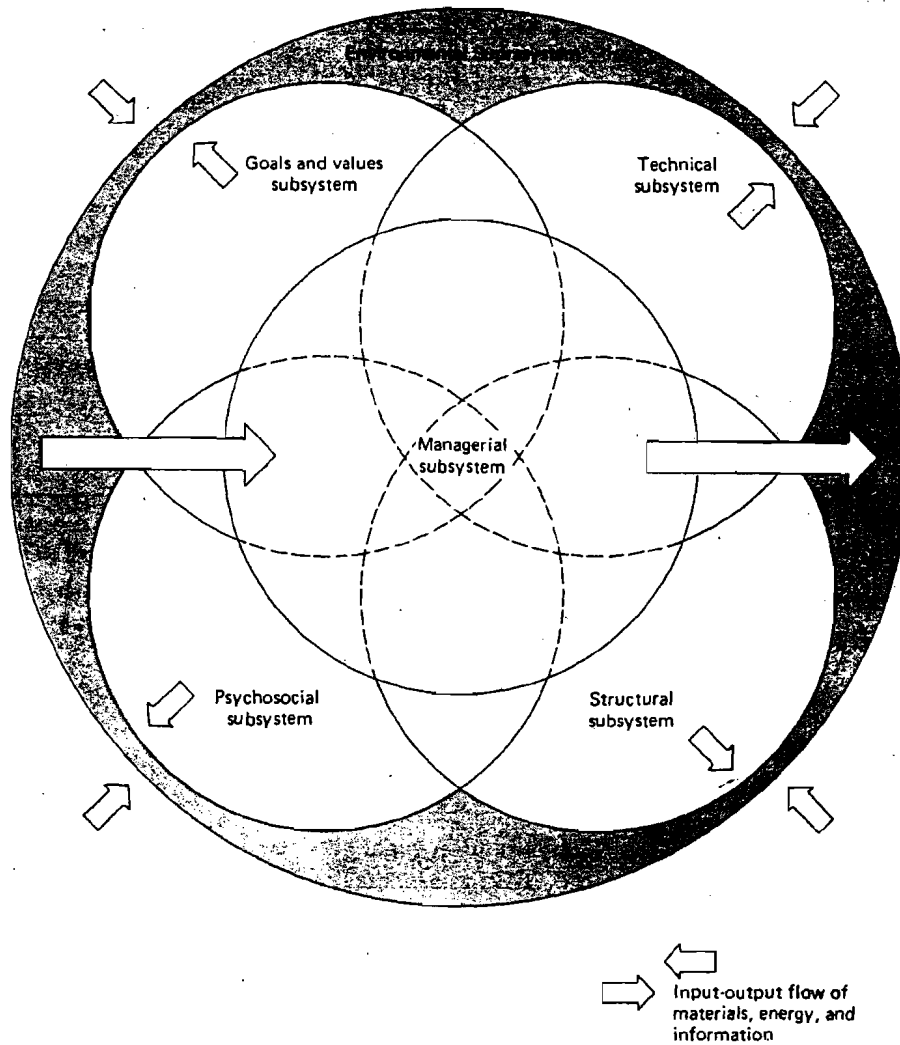 Goals and values
subsystem
Technical
subsystem
Managerial
subsystem
Psychosocial
subsystem
Structural
subsystem
Input-output flow of
materials, energy, and
information